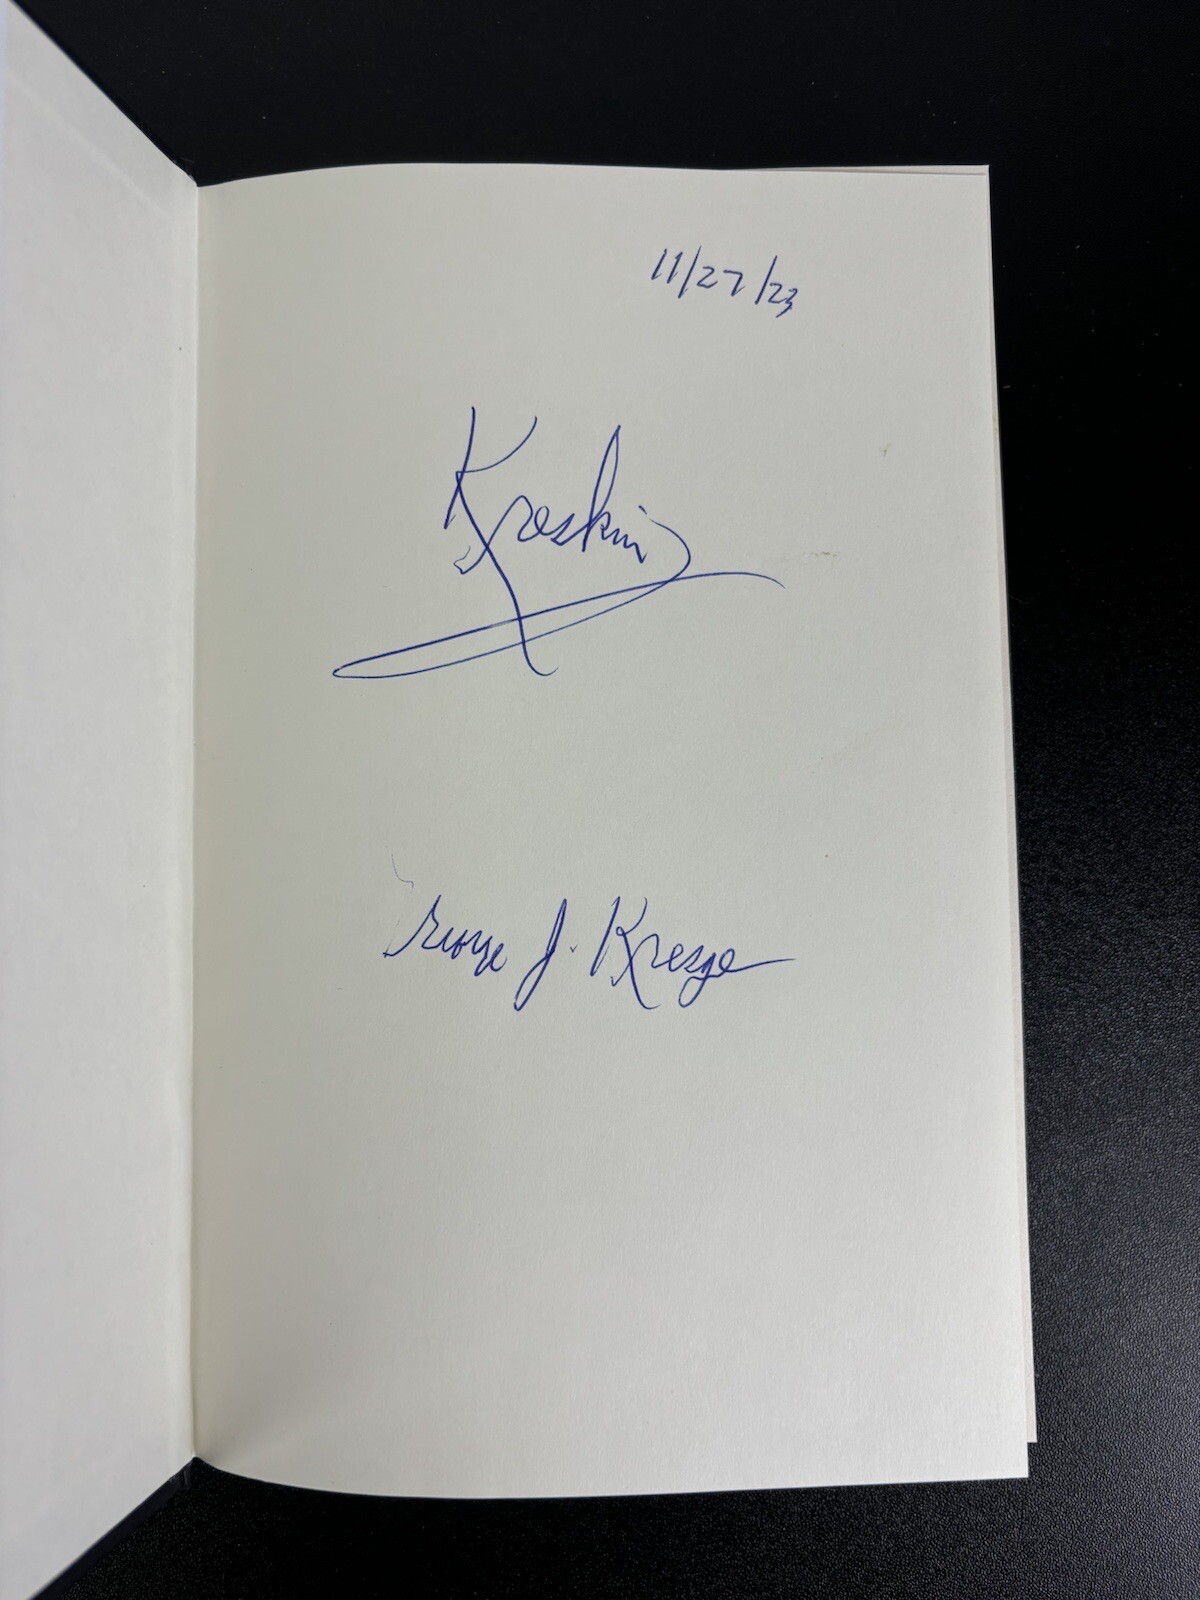 11/27/23
Kreskin
George J. Kresge